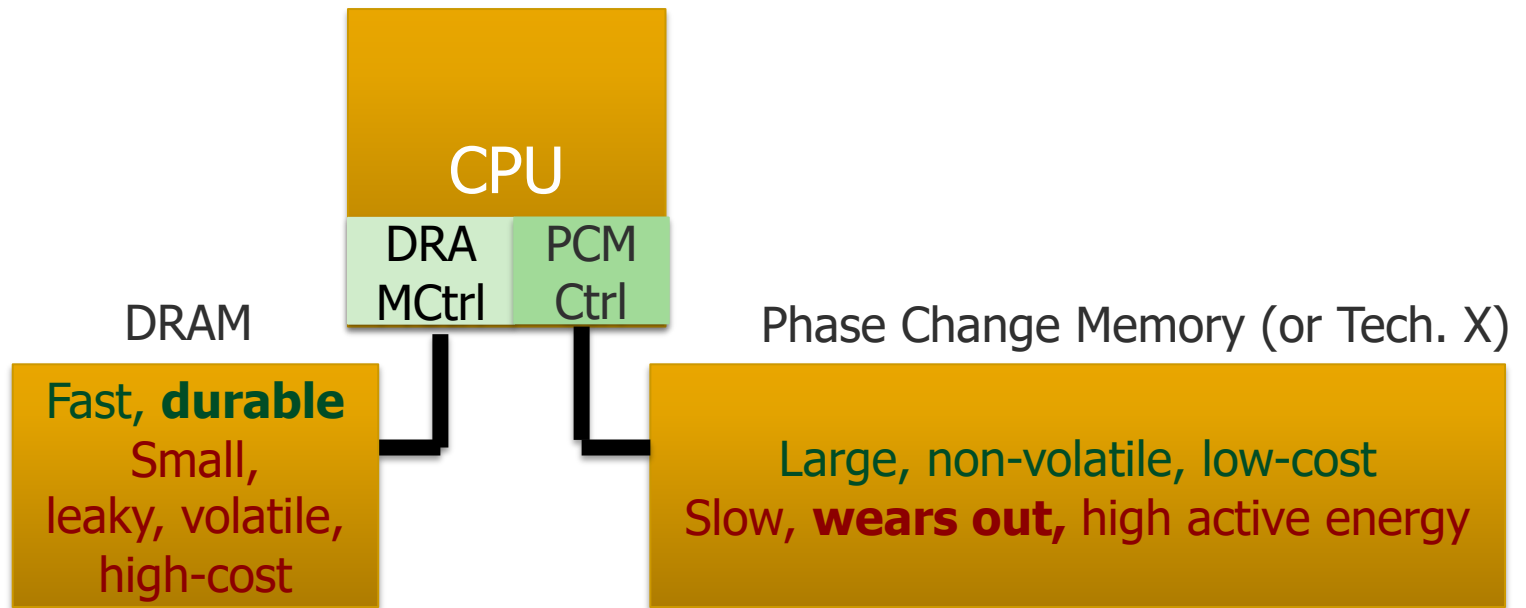 CPU
DRA
MCtrl
PCM
Ctrl
DRAM
Phase Change Memory (or Tech. X)
Fast, durable
Small,
leaky, volatile,
high-cost
Large, non-volatile, low-cost
Slow, wears out, high active energy